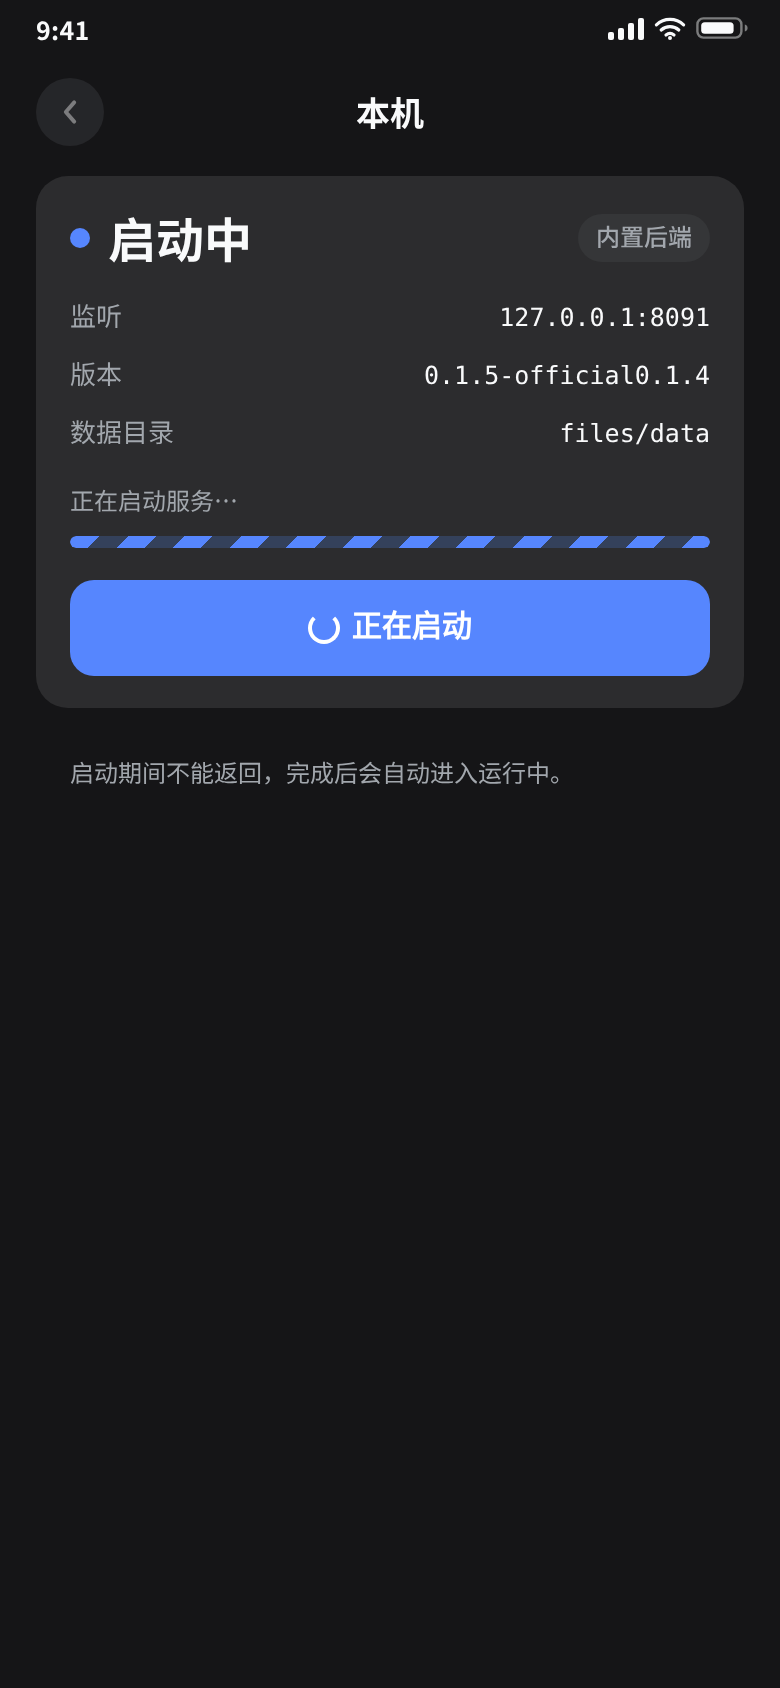 9:41
本机
启动中
内置后端
监听 127.0.0.1:8091
版本 0.1.5-official0.1.4
数据目录 files/data
正在启动服务…
正在启动
启动期间不能返回，完成后会自动进入运行中。